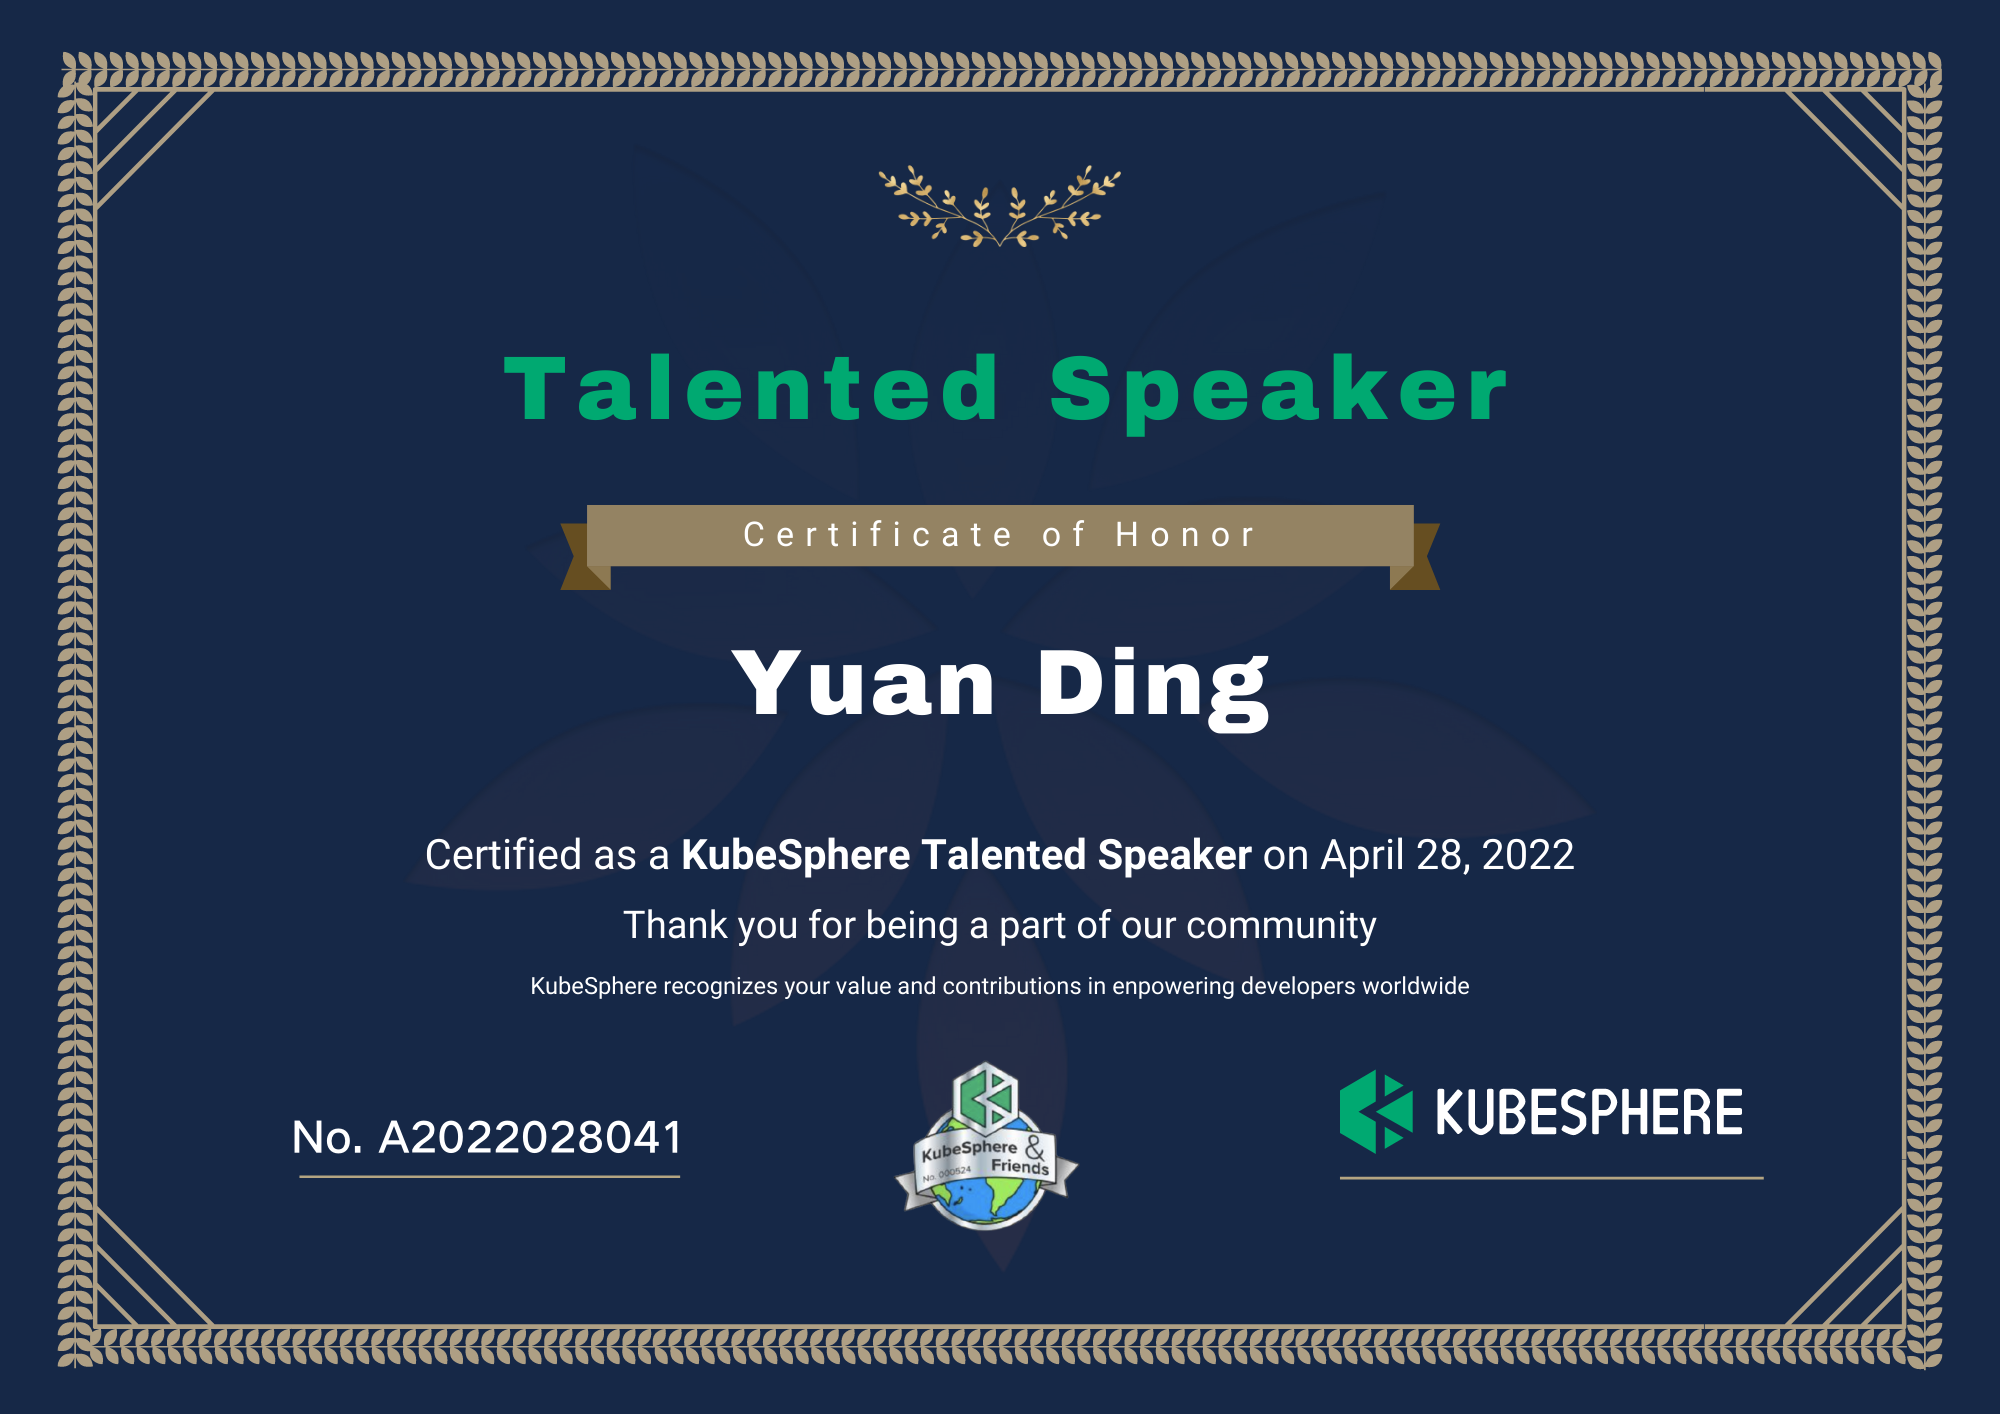 Talented Speaker
Certificate of Honor
Yuan Ding
Certified as a KubeSphere Talented Speaker on April 28, 2022
Thank you for being a part of our community
KubeSphere recognizes your value and contributions in enpowering developers worldwide
No. A2022028041
KubeSphere &
Friends
No. 000524
KUBESPHERE